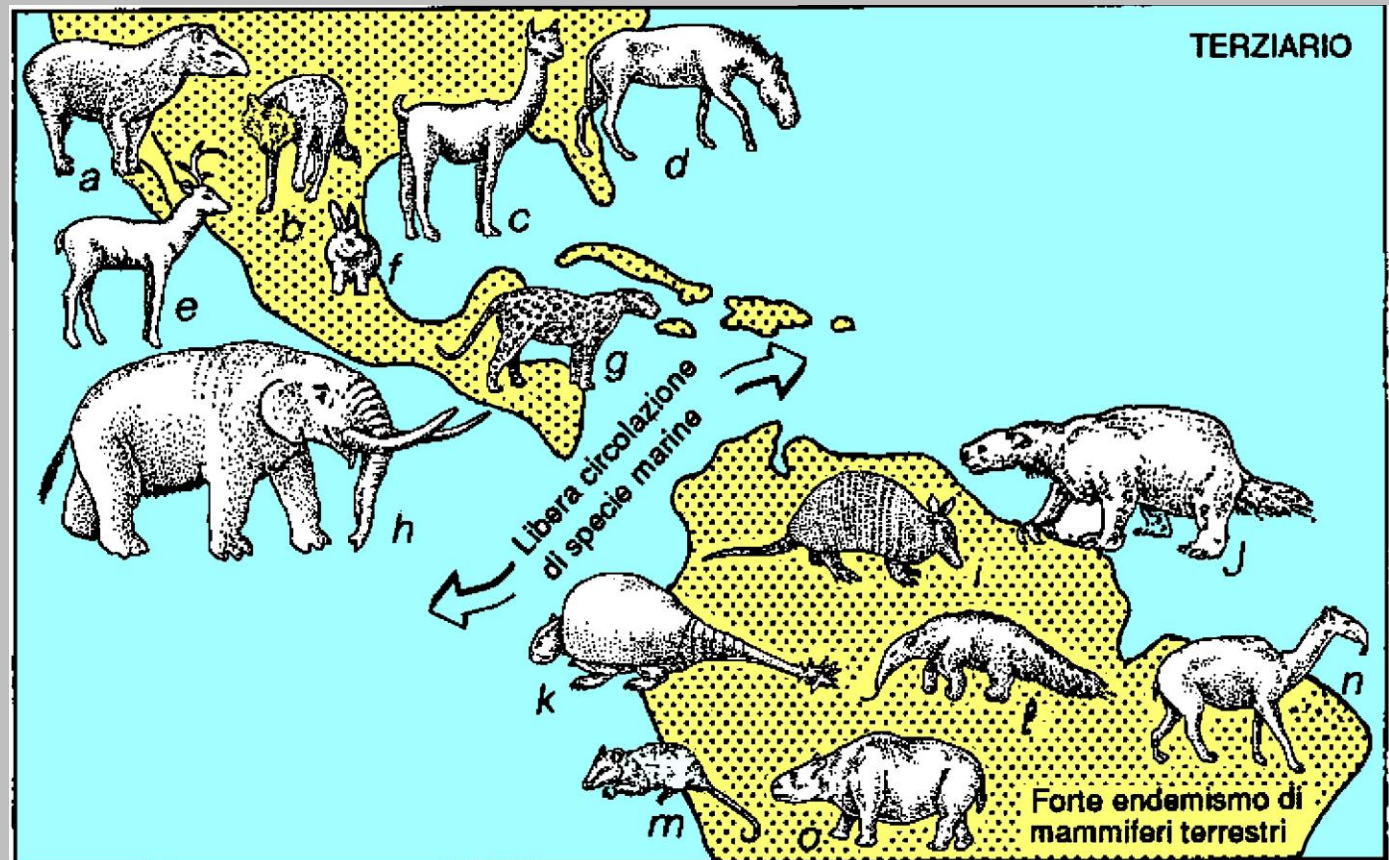 TERZIARIO
a
b
c
d
e
f
g
h
Libera circolazione
di specie marine
i
j
k
l
m
n
o
Forte endemismo di
mammiferi terrestri